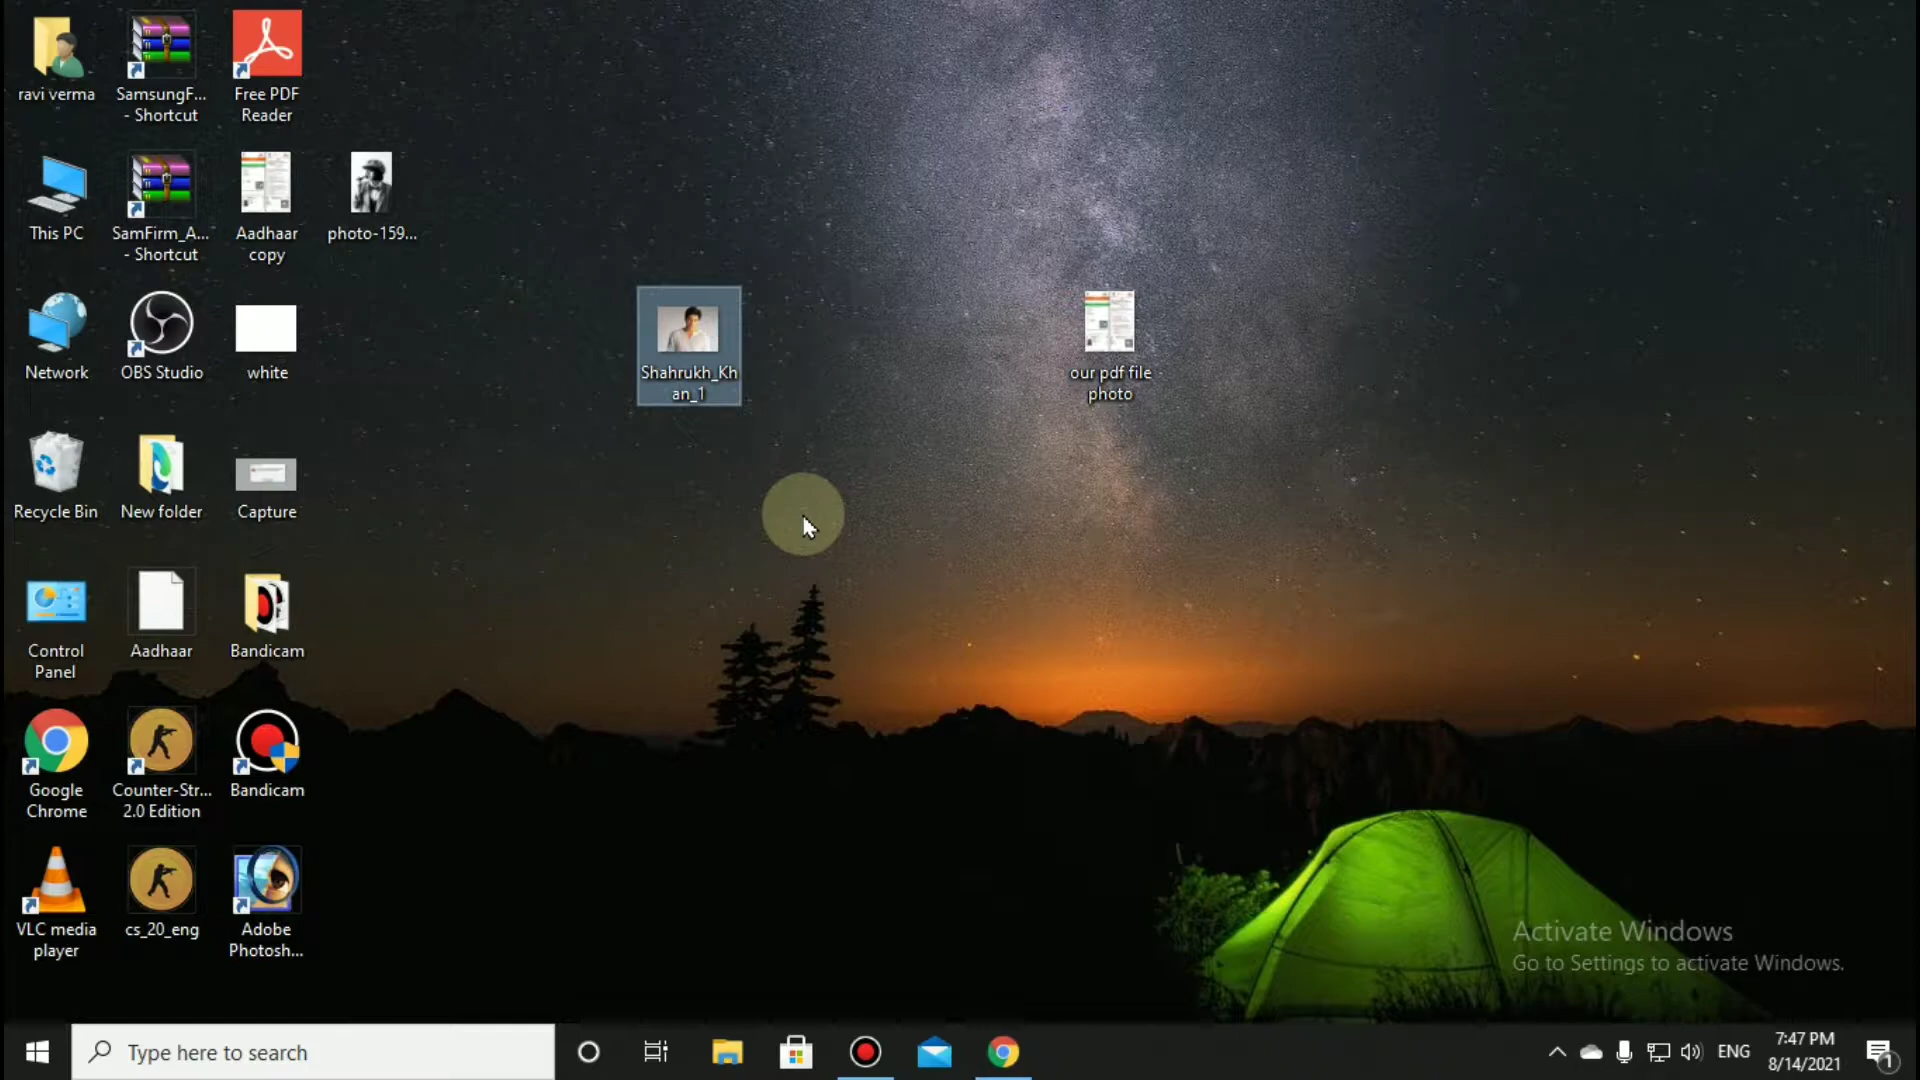 ravi verma
SamsungF...
- Shortcut
Free PDF
Reader
This PC
SamFirm_A...
- Shortcut
Aadhaar
copy
photo-159...
Network
OBS Studio
white
Shahrukh_Kh
an_1
our pdf file
photo
Recycle Bin
New folder
Capture
Control
Panel
Aadhaar
Bandicam
Google
Chrome
Counter-Str...
2.0 Edition
Bandicam
VLC media
player
cs_20_eng
Adobe
Photosh...
Activate Windows
Go to Settings to activate Windows.
Type here to search
ENG
7:47 PM
8/14/2021
1